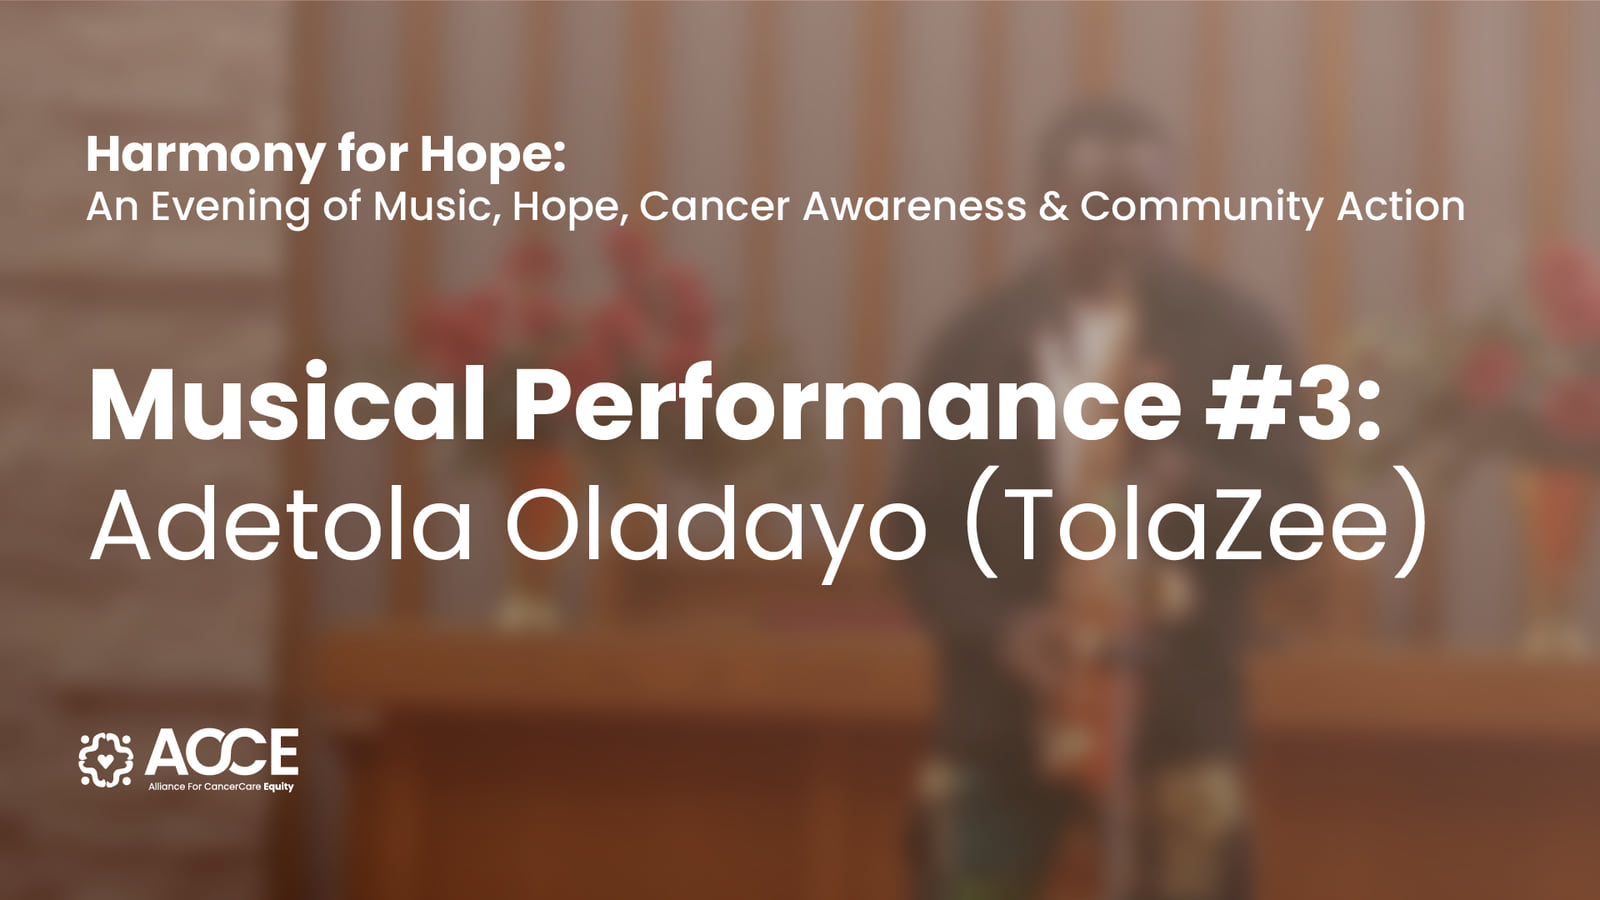 Harmony for Hope:
An Evening of Music, Hope, Cancer Awareness & Community Action
Musical Performance #3:
Adetola Oladayo (TolaZee)
ACCE
Alliance For CancerCare Equity